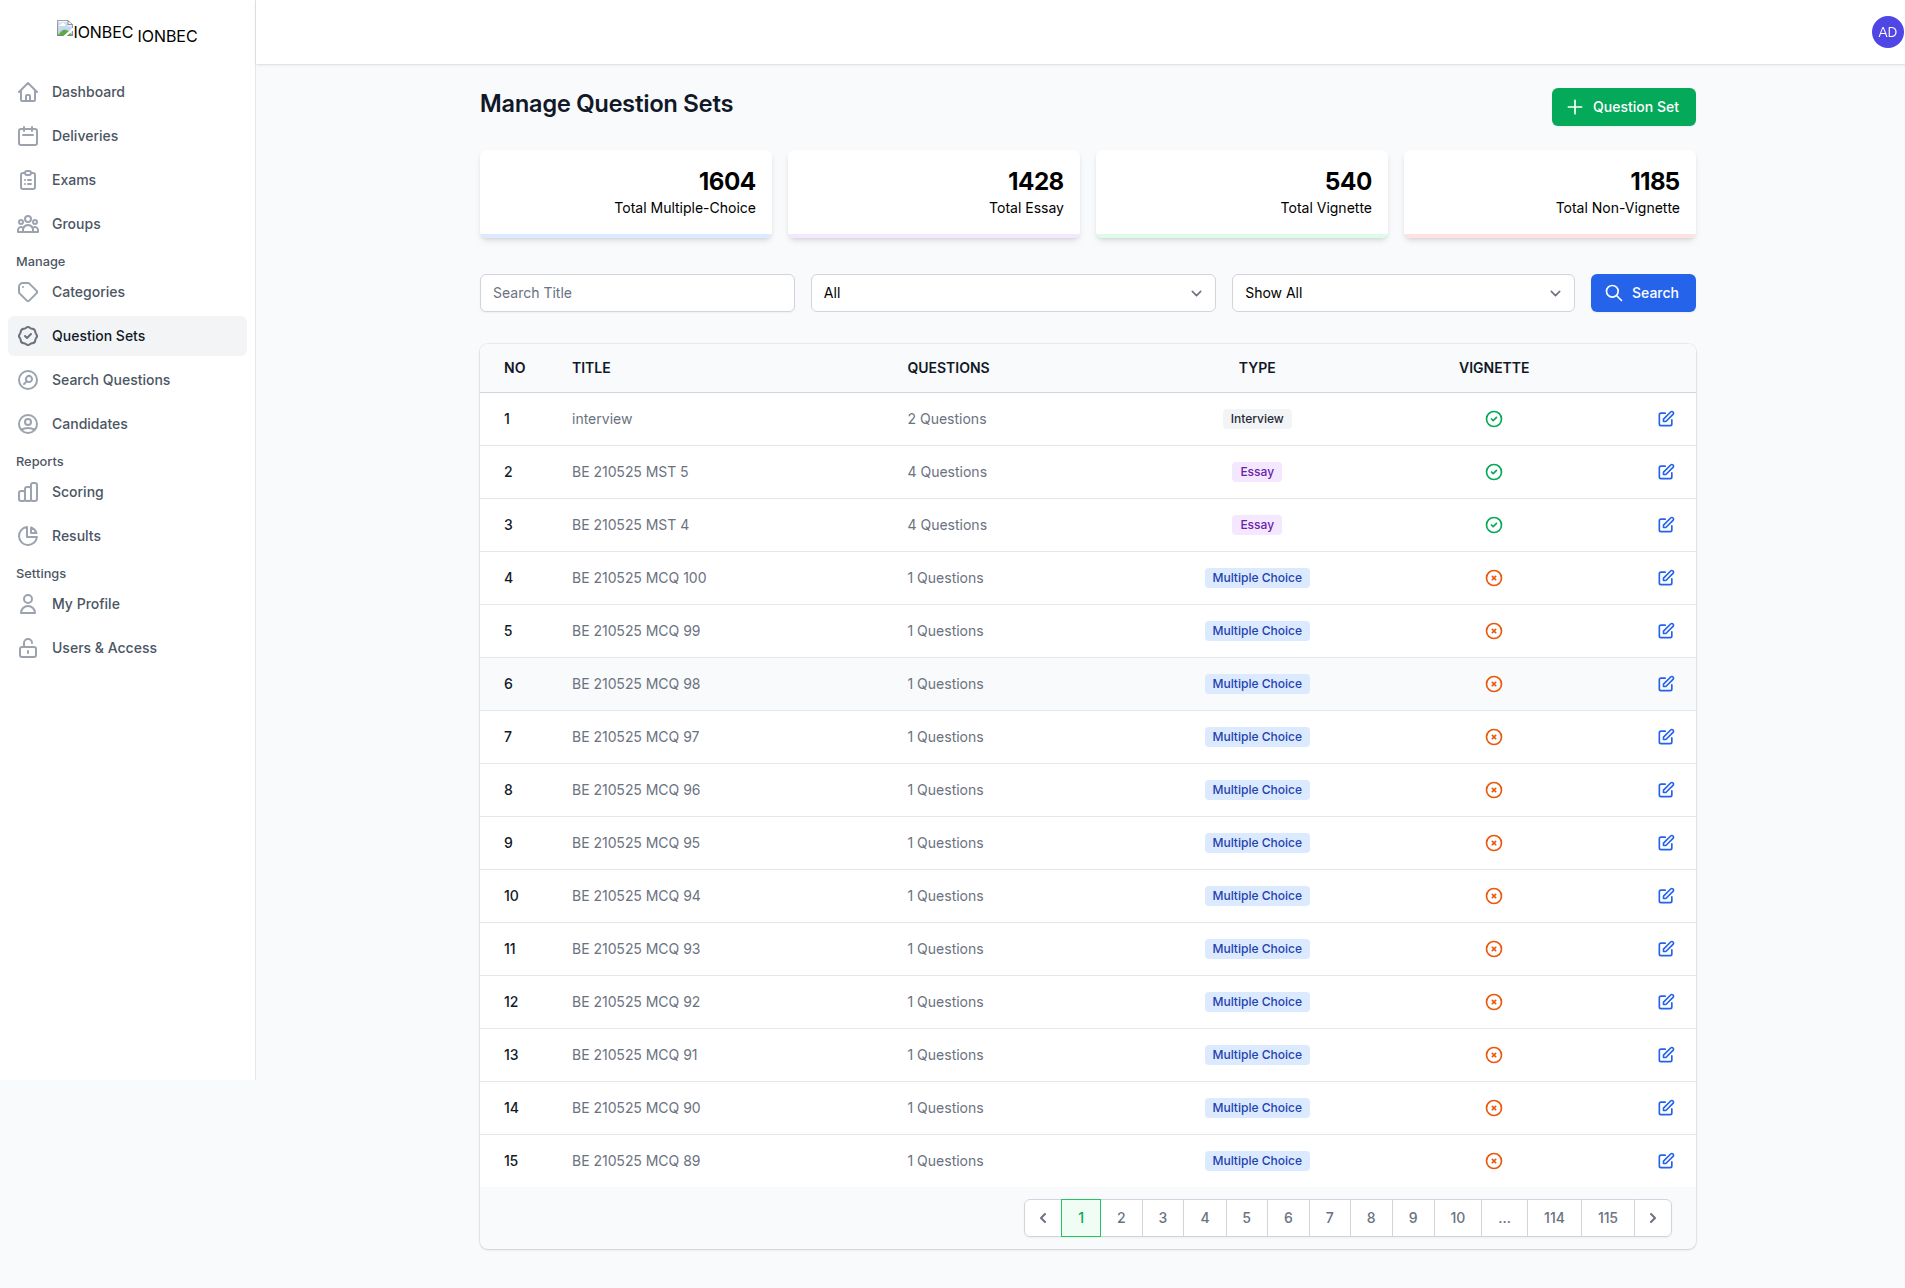 IONBEC IONBEC
AD
Dashboard
Deliveries
Exams
Groups
Manage
Categories
Question Sets
Search Questions
Candidates
Reports
Scoring
Results
Settings
My Profile
Users & Access
Manage Question Sets
Question Set
1604
Total Multiple-Choice
1428
Total Essay
540
Total Vignette
1185
Total Non-Vignette
Search Title
All
Show All
Search
NO TITLE QUESTIONS TYPE VIGNETTE
1 interview 2 Questions Interview
2 BE 210525 MST 5 4 Questions Essay
3 BE 210525 MST 4 4 Questions Essay
4 BE 210525 MCQ 100 1 Questions Multiple Choice
5 BE 210525 MCQ 99 1 Questions Multiple Choice
6 BE 210525 MCQ 98 1 Questions Multiple Choice
7 BE 210525 MCQ 97 1 Questions Multiple Choice
8 BE 210525 MCQ 96 1 Questions Multiple Choice
9 BE 210525 MCQ 95 1 Questions Multiple Choice
10 BE 210525 MCQ 94 1 Questions Multiple Choice
11 BE 210525 MCQ 93 1 Questions Multiple Choice
12 BE 210525 MCQ 92 1 Questions Multiple Choice
13 BE 210525 MCQ 91 1 Questions Multiple Choice
14 BE 210525 MCQ 90 1 Questions Multiple Choice
15 BE 210525 MCQ 89 1 Questions Multiple Choice
1 2 3 4 5 6 7 8 9 10 ... 114 115